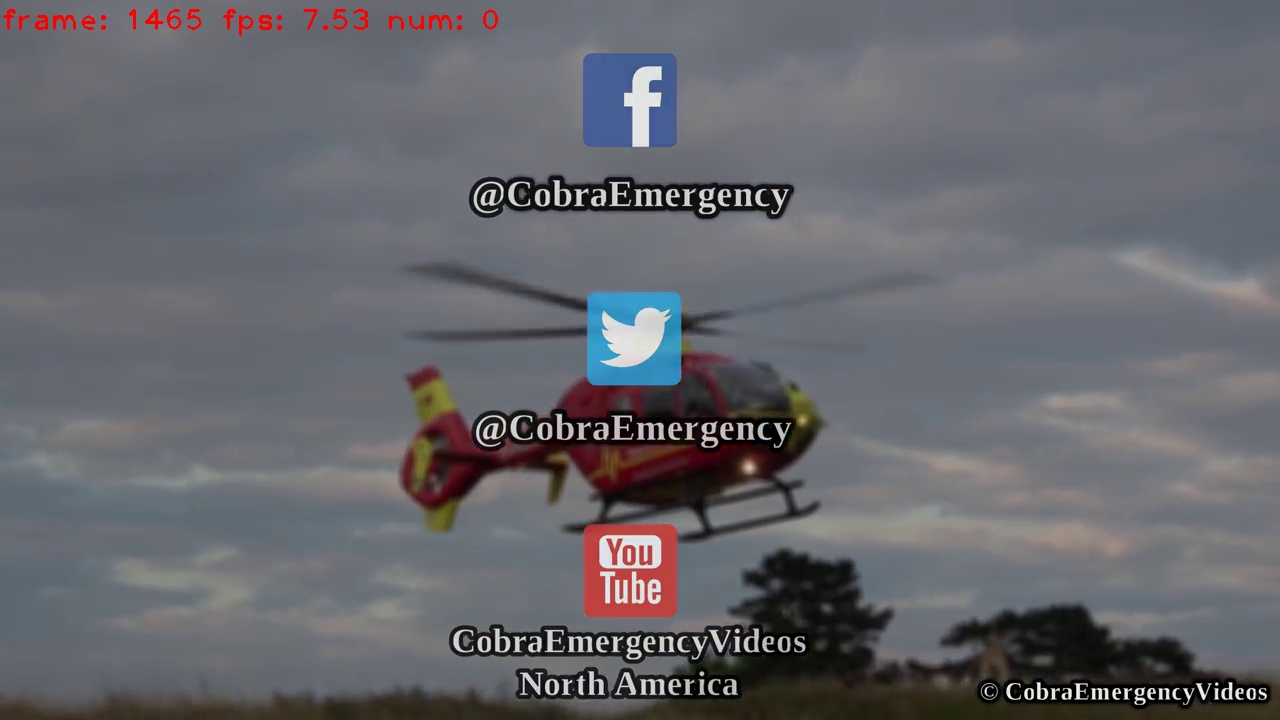 frame: 1465 fps: 7.53 num: 0
f
@CobraEmergency
@CobraEmergency
You
Tube
CobraEmergencyVideos
North America
© CobraEmergencyVideos